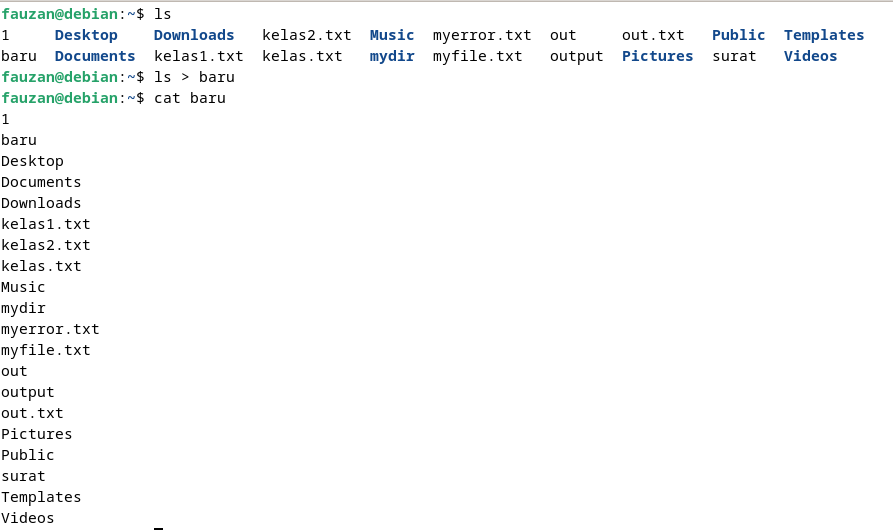 fauzan@debian:~$ ls
1     Desktop    Downloads   kelas2.txt  Music  myerror.txt  out     out.txt   Public  Templates
baru  Documents  kelas1.txt  kelas.txt   mydir  myfile.txt   output  Pictures  surat   Videos
fauzan@debian:~$ ls > baru
fauzan@debian:~$ cat baru
1
baru
Desktop
Documents
Downloads
kelas1.txt
kelas2.txt
kelas.txt
Music
mydir
myerror.txt
myfile.txt
out
output
out.txt
Pictures
Public
surat
Templates
Videos